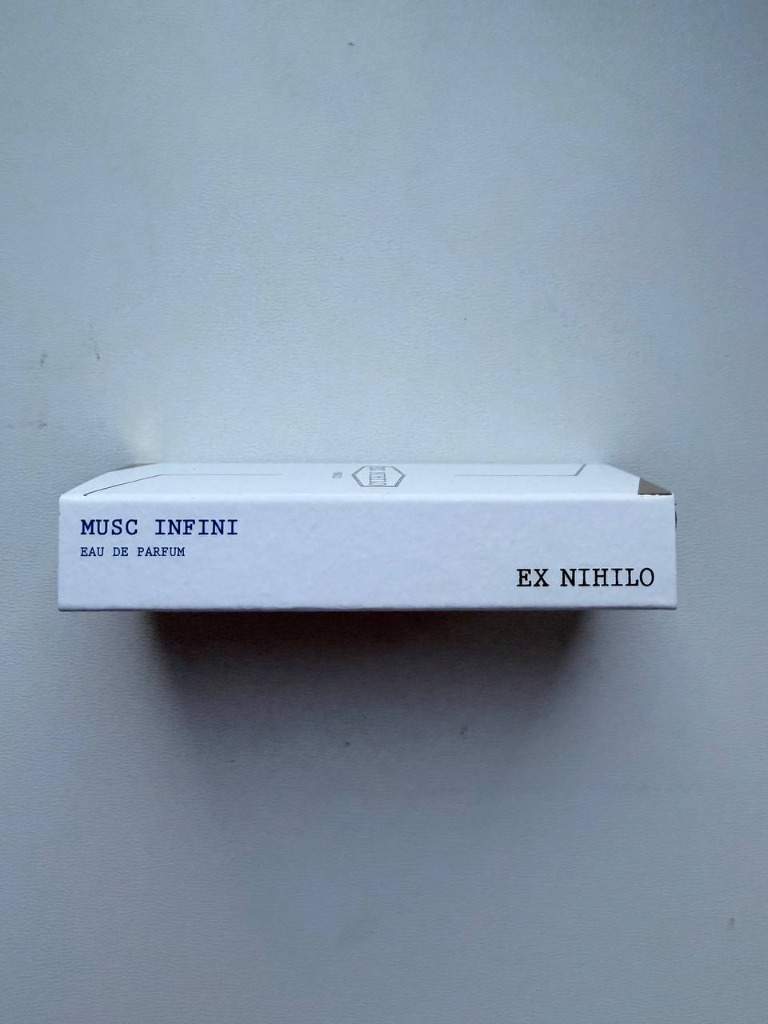 MUSC INFINI
EAU DE PARFUM
EX NIHILO